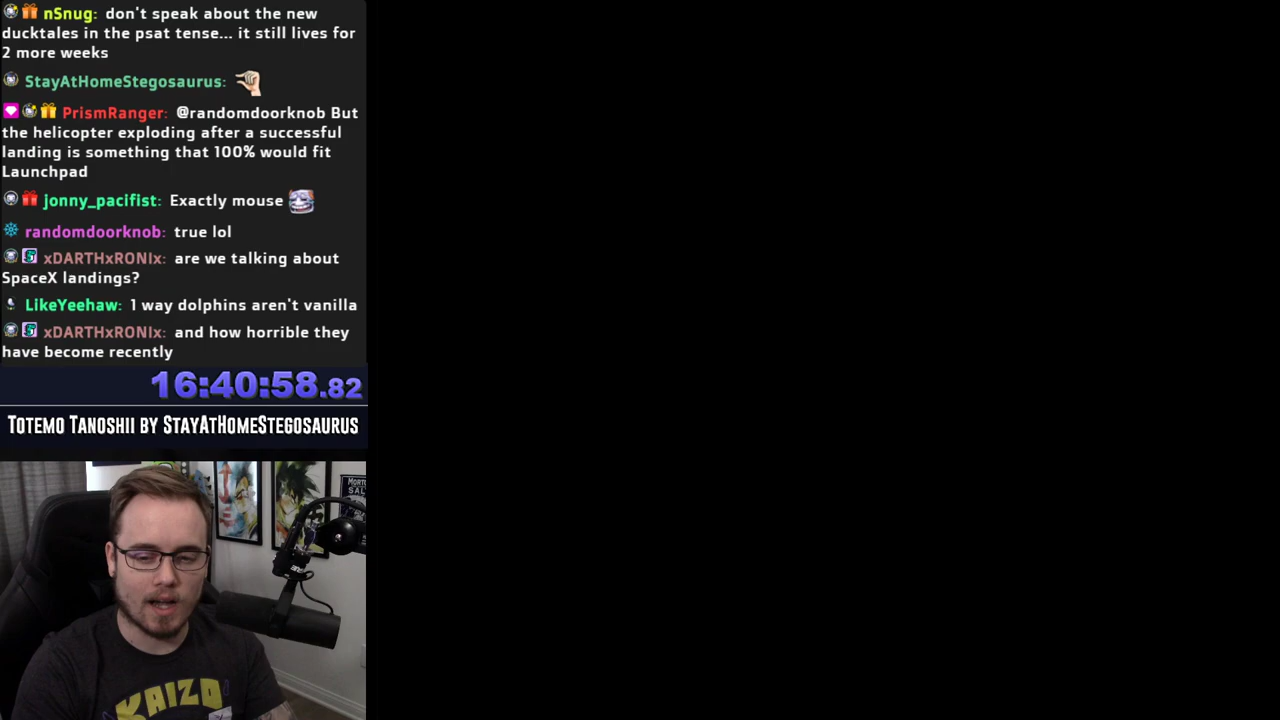 nSnug: don't speak about the new
ducktales in the psat tense... it still lives for
2 more weeks
StayAtHomeStegosaurus:
PrismRanger: @randomdoorknob But
the helicopter exploding after a successful
landing is something that 100% would fit
Launchpad
jonny_pacifist: Exactly mouse
randomdoorknob: true lol
xDARTHxRONIx: are we talking about
SpaceX landings?
LikeYeehaw: 1 way dolphins aren't vanilla
xDARTHxRONIx: and how horrible they
have become recently
16:40:58.82
TOTEMO TANOSHII BY STAYATHOMESTEGOSAURUS
MORTO
SAL
KAIZO